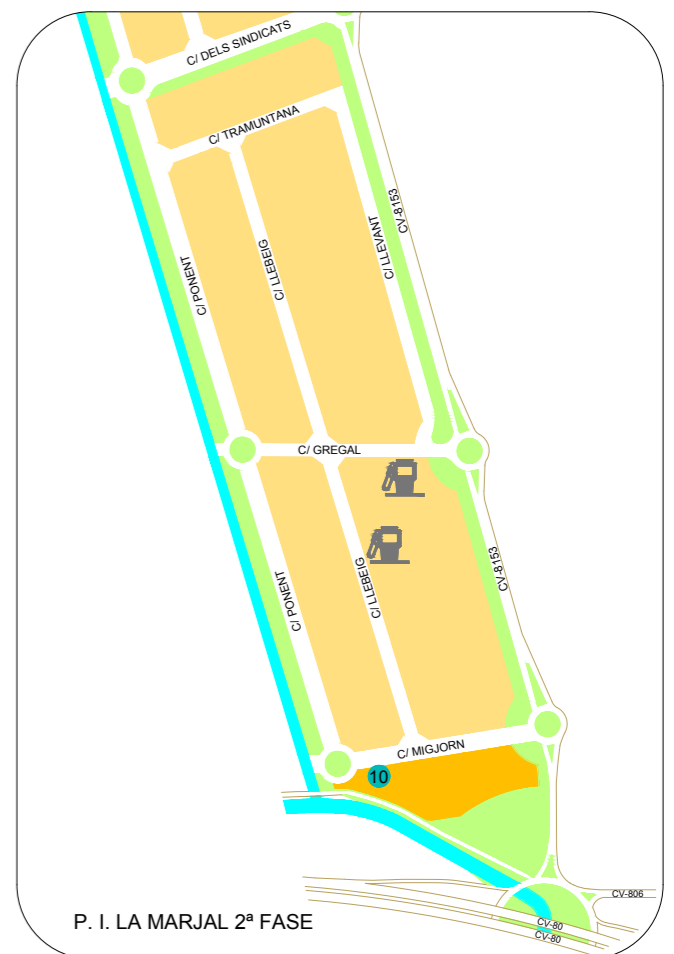 C/ DELS SINDICATS
C/ TRAMUNTANA
CV-8153
C/ LLEVANT
C/ LLEBEIG
C/ PONENT
C/ GREGAL
CV-8153
C/ LLEBEIG
C/ PONENT
C/ MIGJORN
10
CV-806
CV-80
CV-80
P. I. LA MARJAL 2ª FASE